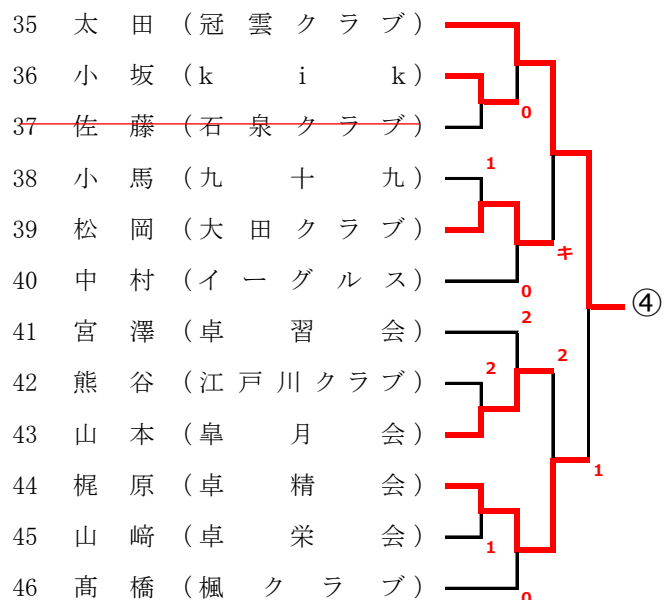 35 太田（冠雲クラブ）
36 小坂（kik）
0
37 佐藤（石泉クラブ）
1
38 小馬（九十九）
39 松岡（大田クラブ）
キ
40 中村（イーグルス）
0
④
41 宮澤（卓習会）
2
42 熊谷（江戸川クラブ）
2
2
43 山本（皐月会）
44 梶原（卓精会）
1
45 山﨑（卓栄会）
1
46 髙橋（楓クラブ）
0